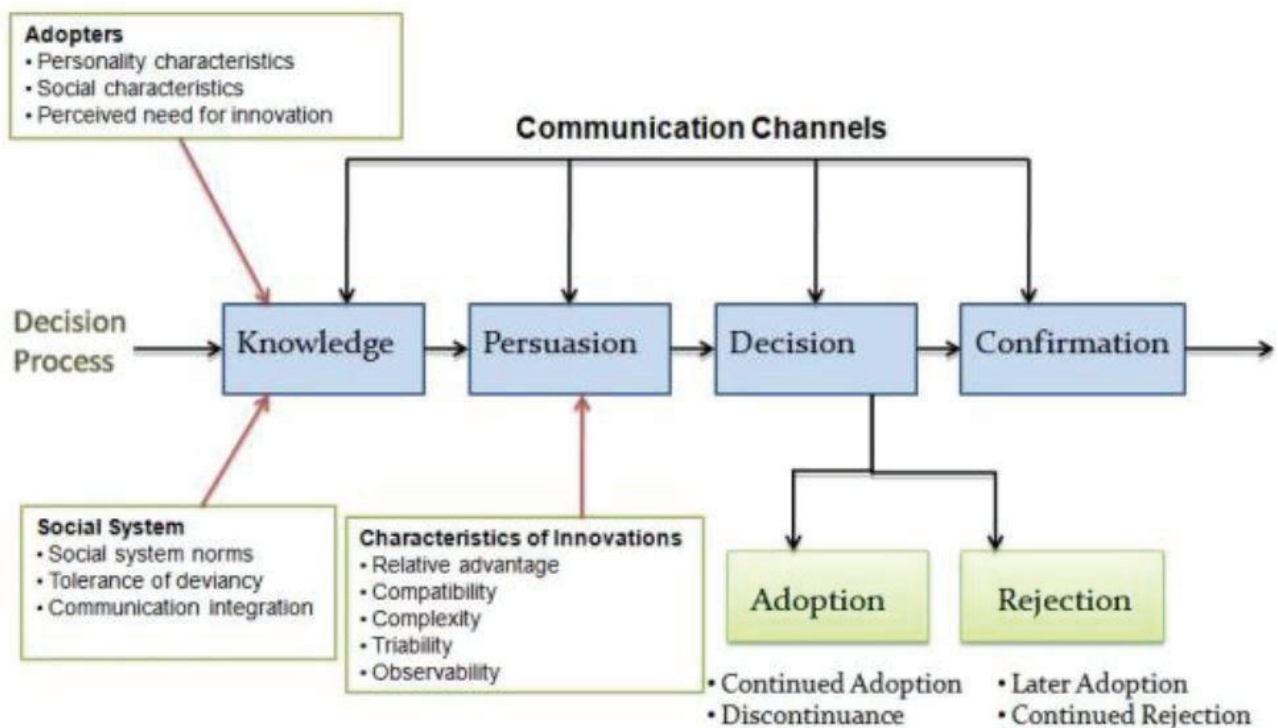 Adopters
• Personality characteristics
• Social characteristics
• Perceived need for innovation
Communication Channels
Decision
Process
Knowledge
Persuasion
Decision
Confirmation
Social System
• Social system norms
• Tolerance of deviancy
• Communication integration
Characteristics of Innovations
• Relative advantage
• Compatibility
• Complexity
• Triability
• Observability
Adoption
Rejection
• Continued Adoption
• Discontinuance
• Later Adoption
• Continued Rejection